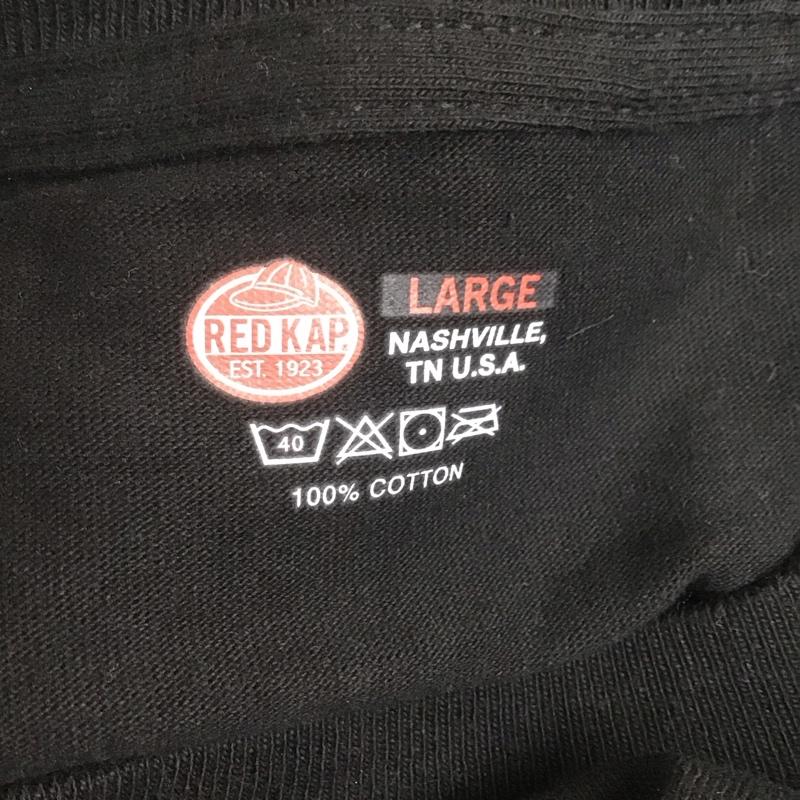 RED KAP
EST. 1923
LARGE
NASHVILLE,
TN U.S.A.
40
100% COTTON